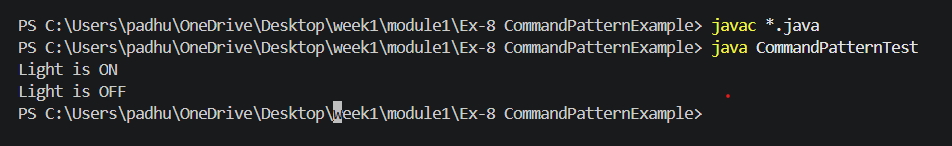 PS C:\Users\padhu\OneDrive\Desktop\week1\module1\Ex-8 CommandPatternExample> javac *.java
PS C:\Users\padhu\OneDrive\Desktop\week1\module1\Ex-8 CommandPatternExample> java CommandPatternTest
Light is ON
Light is OFF
PS C:\Users\padhu\OneDrive\Desktop\week1\module1\Ex-8 CommandPatternExample>